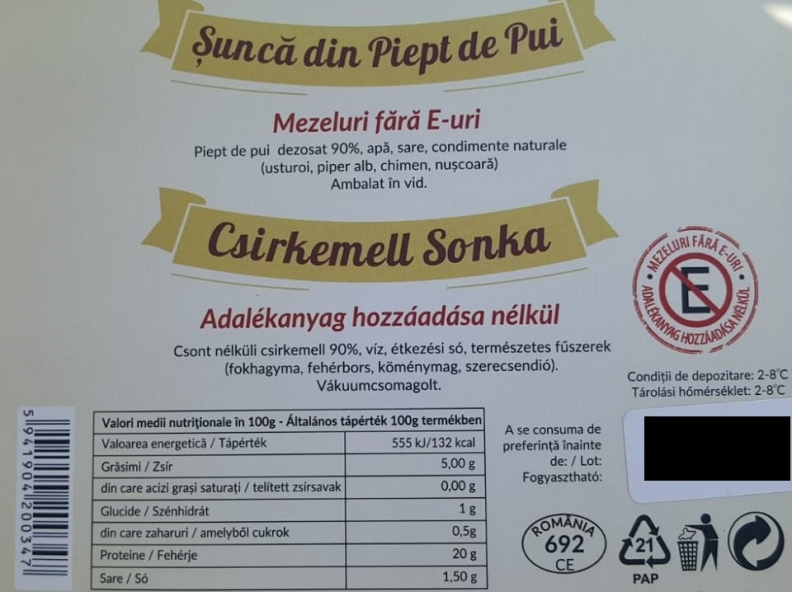 Șuncă din Piept de Pui
Mezeluri fără E-uri
Piept de pui dezosat 90%, apă, sare, condimente naturale
(usturoi, piper alb, chimen, nușcoară)
Ambalat în vid.
Csirkemell Sonka
Adalékanyag hozzáadása nélkül
Csont nélküli csirkemell 90%, víz, étkezési só, természetes fűszerek
(fokhagyma, fehérbors, köménymag, szerecsendió).
Vákuumcsomagolt.
• MEZELURI FĂRĂ E-URI •
ADALÉKANYAG HOZZÁADÁSA NÉLKÜL
E
Condiții de depozitare: 2-8°C
Tárolási hőmérséklet: 2-8°C
5 941904 200347
Valori medii nutriționale în 100g - Általános tápérték 100g termékben
Valoarea energetică / Tápérték 555 kJ/132 kcal
Grăsimi / Zsír 5,00 g
din care acizi grași saturați / telített zsírsavak 0,00 g
Glucide / Szénhidrát 1 g
din care zaharuri / amelyből cukrok 0,5g
Proteine / Fehérje 20 g
Sare / Só 1,50 g
A se consuma de
preferință înainte
de: / Lot:
Fogyasztható:
ROMÂNIA
692
CE
21
PAP